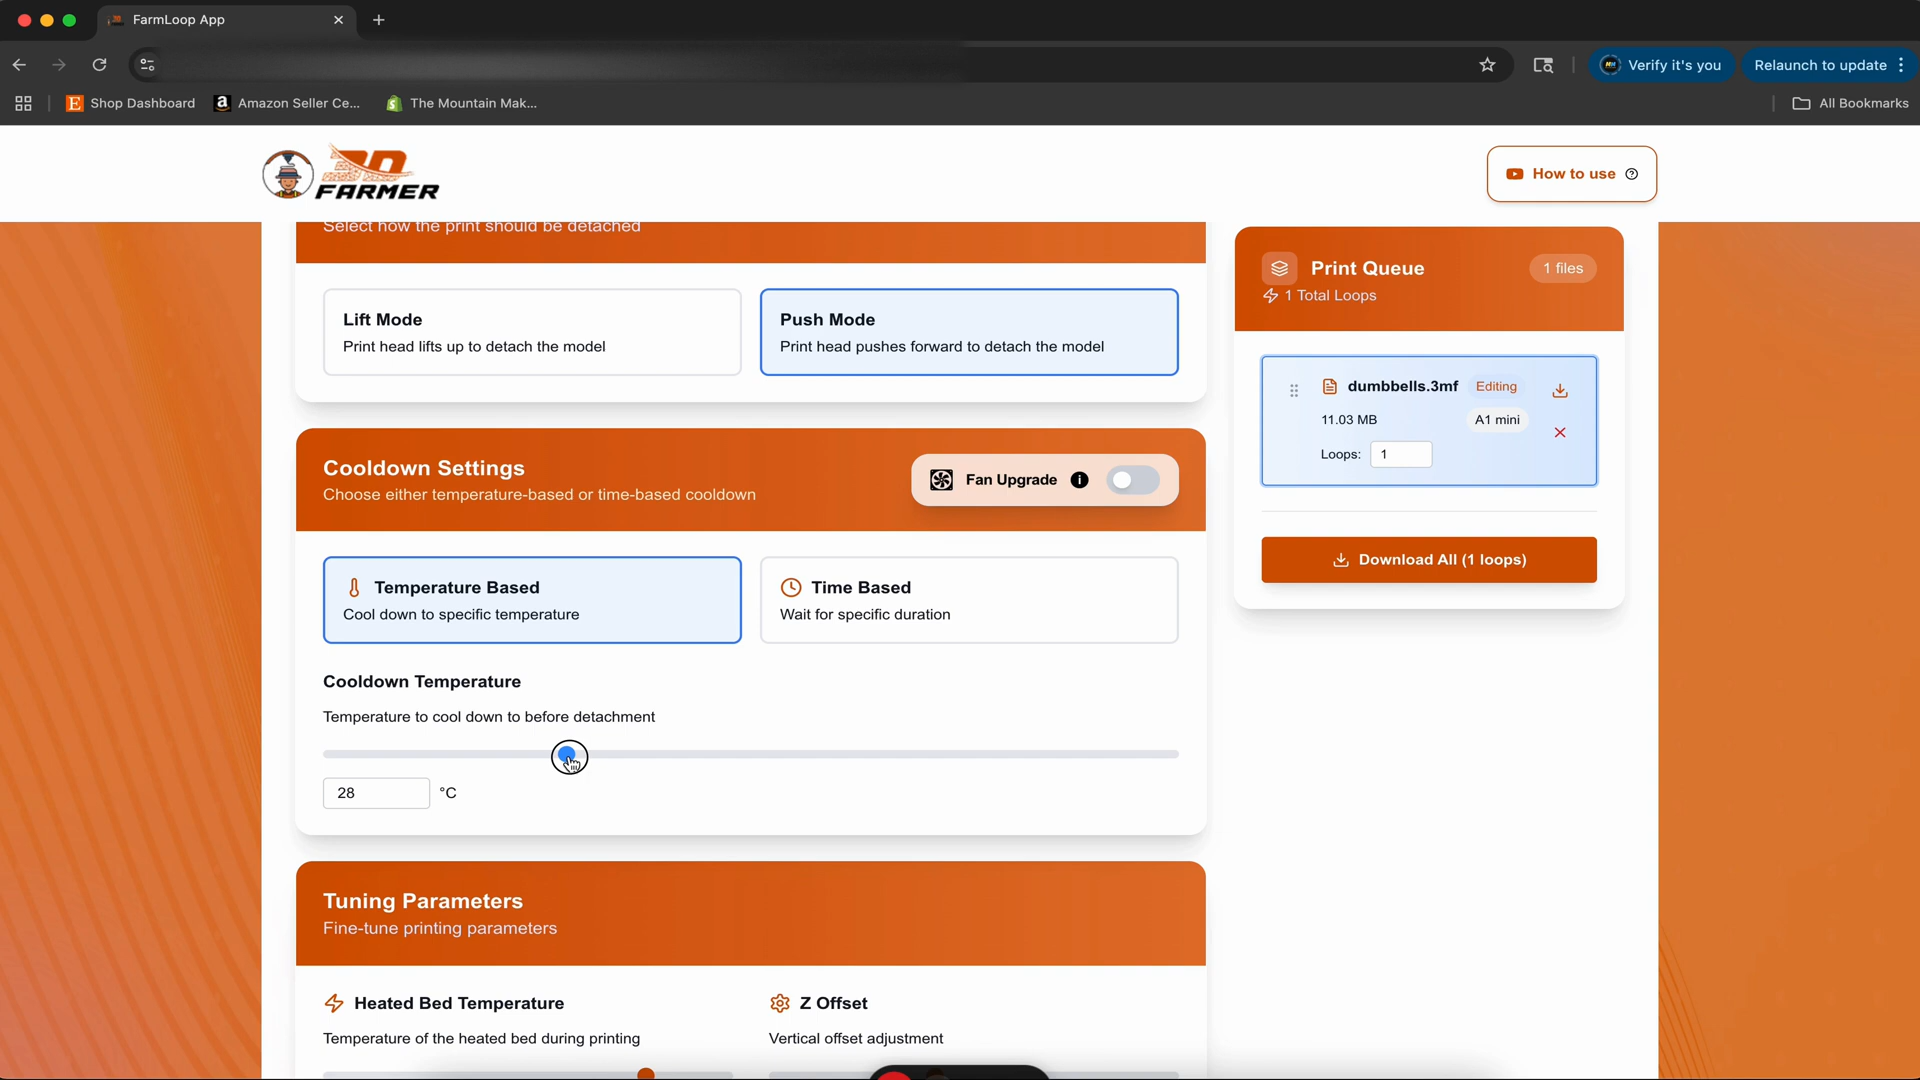 FarmLoop App
Verify it's you
Relaunch to update
Shop Dashboard
Amazon Seller Ce...
The Mountain Mak...
All Bookmarks
3D
FARMER
How to use
Select how the print should be detached
Lift Mode
Print head lifts up to detach the model
Push Mode
Print head pushes forward to detach the model
Cooldown Settings
Choose either temperature-based or time-based cooldown
Fan Upgrade
Temperature Based
Cool down to specific temperature
Time Based
Wait for specific duration
Cooldown Temperature
Temperature to cool down to before detachment
28 °C
Tuning Parameters
Fine-tune printing parameters
Heated Bed Temperature
Temperature of the heated bed during printing
Z Offset
Vertical offset adjustment
Print Queue
1 files
1 Total Loops
dumbbells.3mf Editing
11.03 MB A1 mini
Loops: 1
Download All (1 loops)